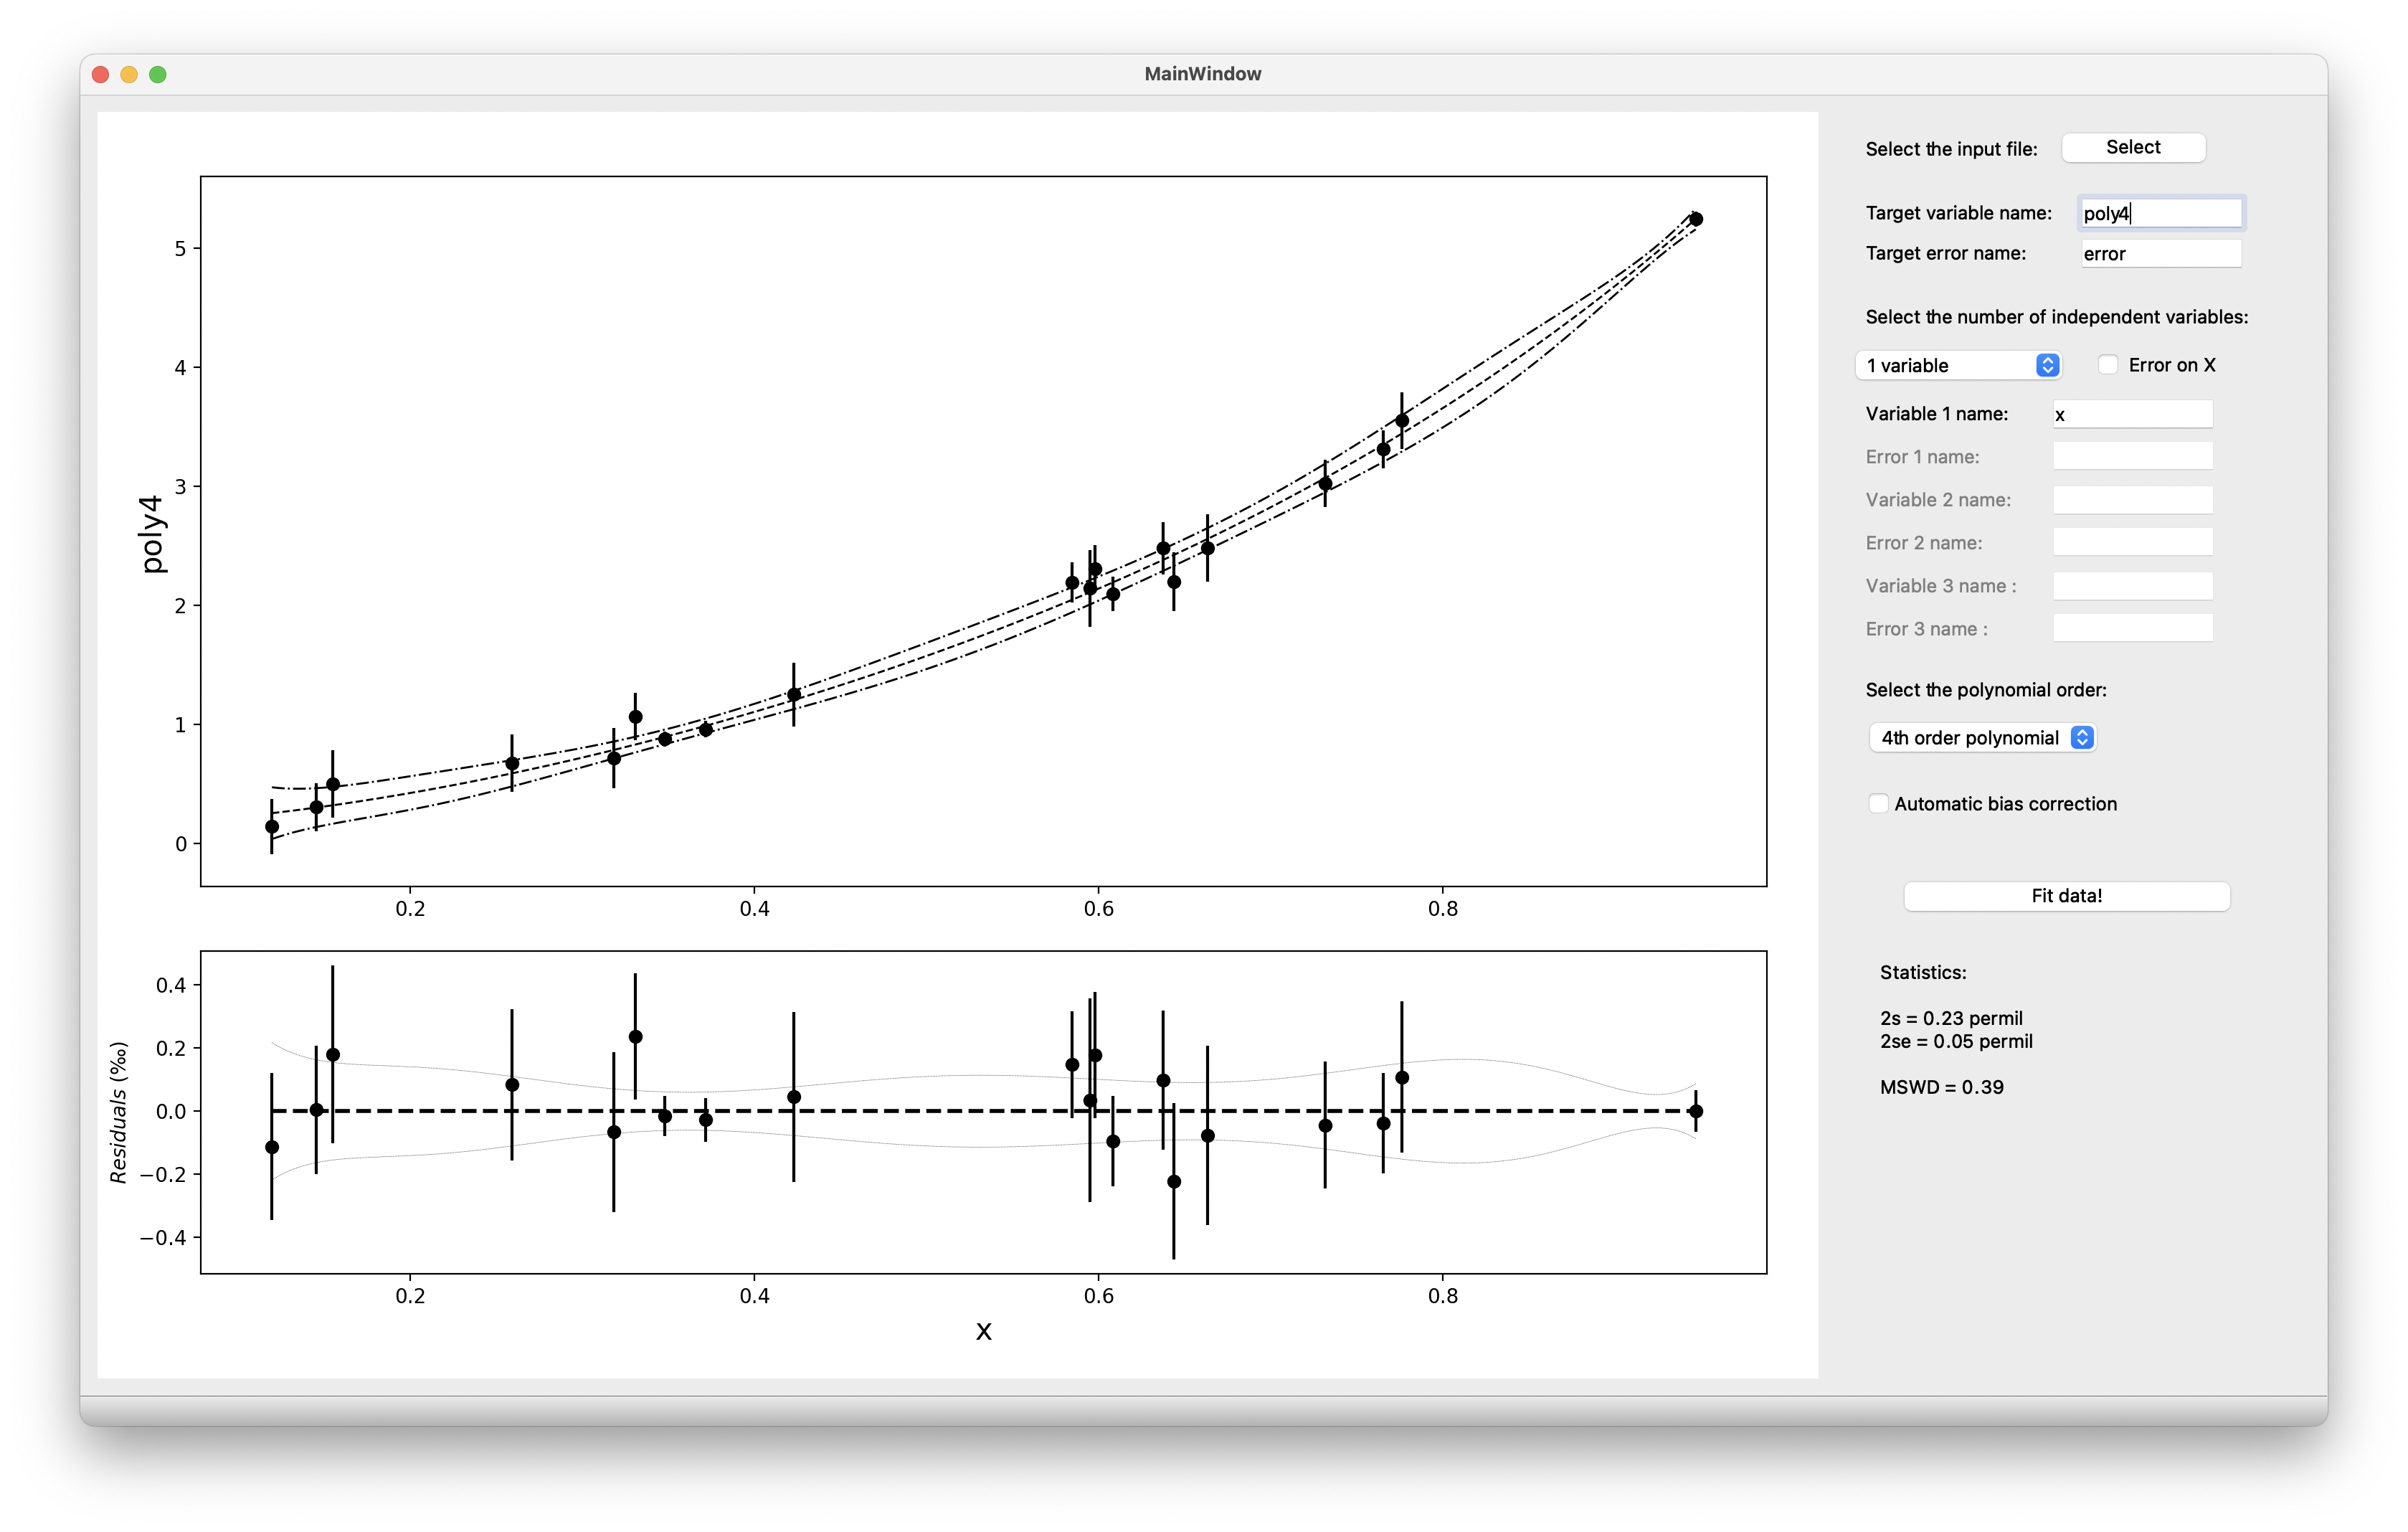 MainWindow
5
4
3
2
1
0
poly4
0.2 0.4 0.6 0.8
0.4
0.2
0.0
−0.2
−0.4
Residuals (‰)
0.2 0.4 0.6 0.8
x
Select the input file: Select
Target variable name: poly4
Target error name: error
Select the number of independent variables:
1 variable Error on X
Variable 1 name: x
Error 1 name:
Variable 2 name:
Error 2 name:
Variable 3 name :
Error 3 name :
Select the polynomial order:
4th order polynomial
Automatic bias correction
Fit data!
Statistics:
2s = 0.23 permil
2se = 0.05 permil
MSWD = 0.39